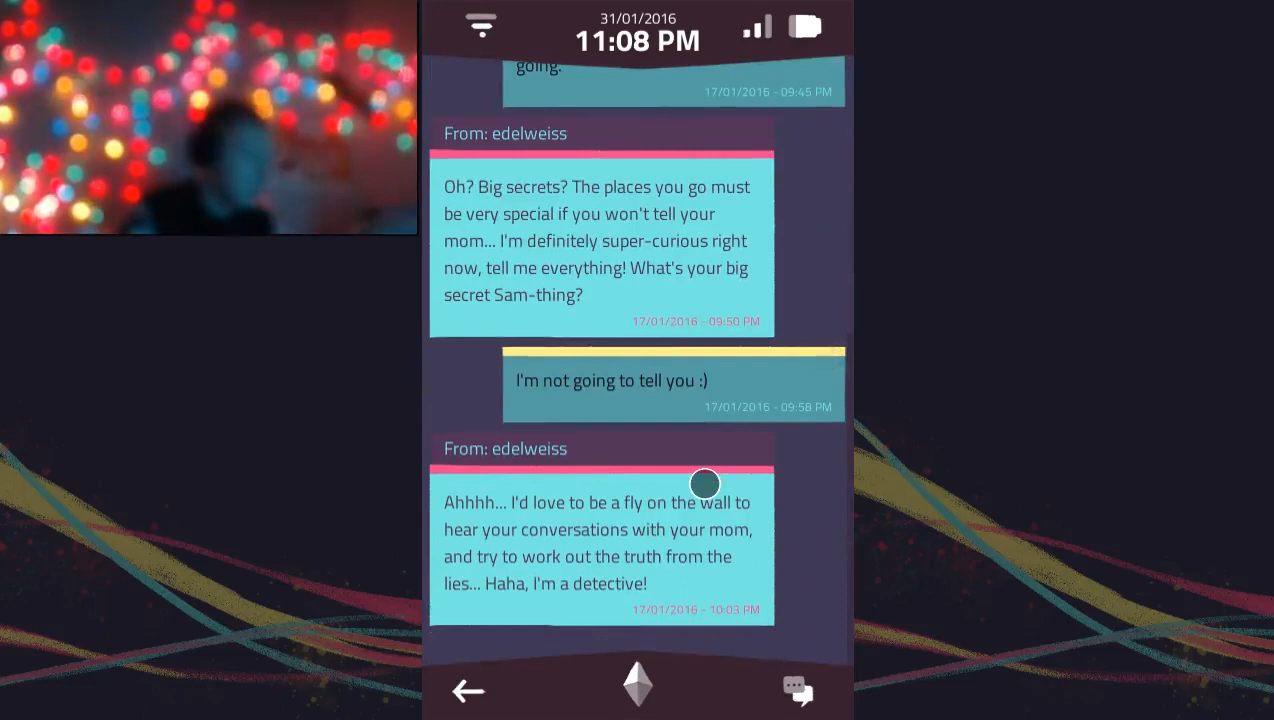 31/01/2016
11:08 PM
going.
17/01/2016 - 09:45 PM
From: edelweiss
Oh? Big secrets? The places you go must
be very special if you won't tell your
mom... I'm definitely super-curious right
now, tell me everything! What's your big
secret Sam-thing?
17/01/2016 - 09:50 PM
I'm not going to tell you :)
17/01/2016 - 09:58 PM
From: edelweiss
Ahhhh... I'd love to be a fly on the wall to
hear your conversations with your mom,
and try to work out the truth from the
lies... Haha, I'm a detective!
17/01/2016 - 10:03 PM